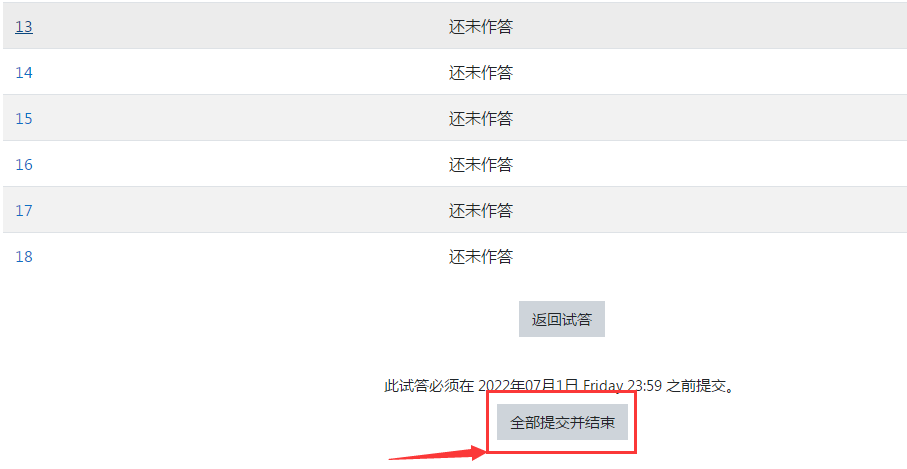 13 还未作答
14 还未作答
15 还未作答
16 还未作答
17 还未作答
18 还未作答
返回试答
此试答必须在 2022年07月1日 Friday 23:59 之前提交。
全部提交并结束